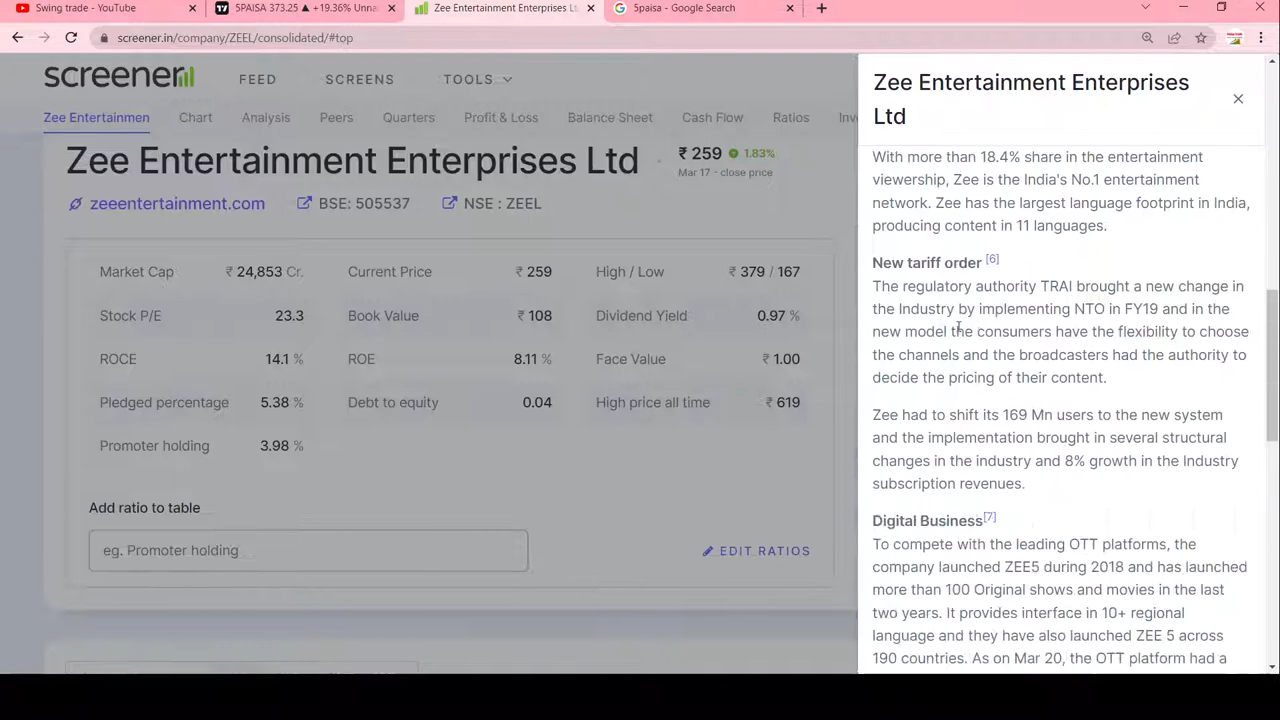 Swing trade - YouTube
5PAISA 373.25 ▲ +19.36% Unna
Zee Entertainment Enterprises Lt
5paisa - Google Search
screener.in/company/ZEEL/consolidated/#top
screener
FEED
SCREENS
TOOLS
Zee Entertainmen
Chart
Analysis
Peers
Quarters
Profit & Loss
Balance Sheet
Cash Flow
Ratios
Inve
Zee Entertainment Enterprises Ltd
₹ 259 1.83%
Mar 17 - close price
zeeentertainment.com
BSE: 505537
NSE : ZEEL
Market Cap ₹ 24,853 Cr.
Current Price ₹ 259
High / Low ₹ 379 / 167
Stock P/E 23.3
Book Value ₹ 108
Dividend Yield 0.97 %
ROCE 14.1 %
ROE 8.11 %
Face Value ₹ 1.00
Pledged percentage 5.38 %
Debt to equity 0.04
High price all time ₹ 619
Promoter holding 3.98 %
Add ratio to table
eg. Promoter holding
EDIT RATIOS
Zee Entertainment Enterprises
Ltd
With more than 18.4% share in the entertainment
viewership, Zee is the India's No.1 entertainment
network. Zee has the largest language footprint in India,
producing content in 11 languages.
New tariff order [6]
The regulatory authority TRAI brought a new change in
the Industry by implementing NTO in FY19 and in the
new model the consumers have the flexibility to choose
the channels and the broadcasters had the authority to
decide the pricing of their content.
Zee had to shift its 169 Mn users to the new system
and the implementation brought in several structural
changes in the industry and 8% growth in the Industry
subscription revenues.
Digital Business[7]
To compete with the leading OTT platforms, the
company launched ZEE5 during 2018 and has launched
more than 100 Original shows and movies in the last
two years. It provides interface in 10+ regional
language and they have also launched ZEE 5 across
190 countries. As on Mar 20, the OTT platform had a